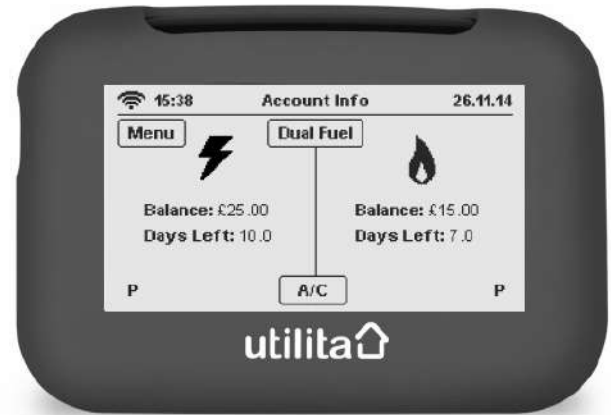 15:38 Account Info 26.11.14
Menu Dual Fuel
Balance: £25.00 Balance: £15.00
Days Left: 10.0 Days Left: 7.0
P A/C P
utilita